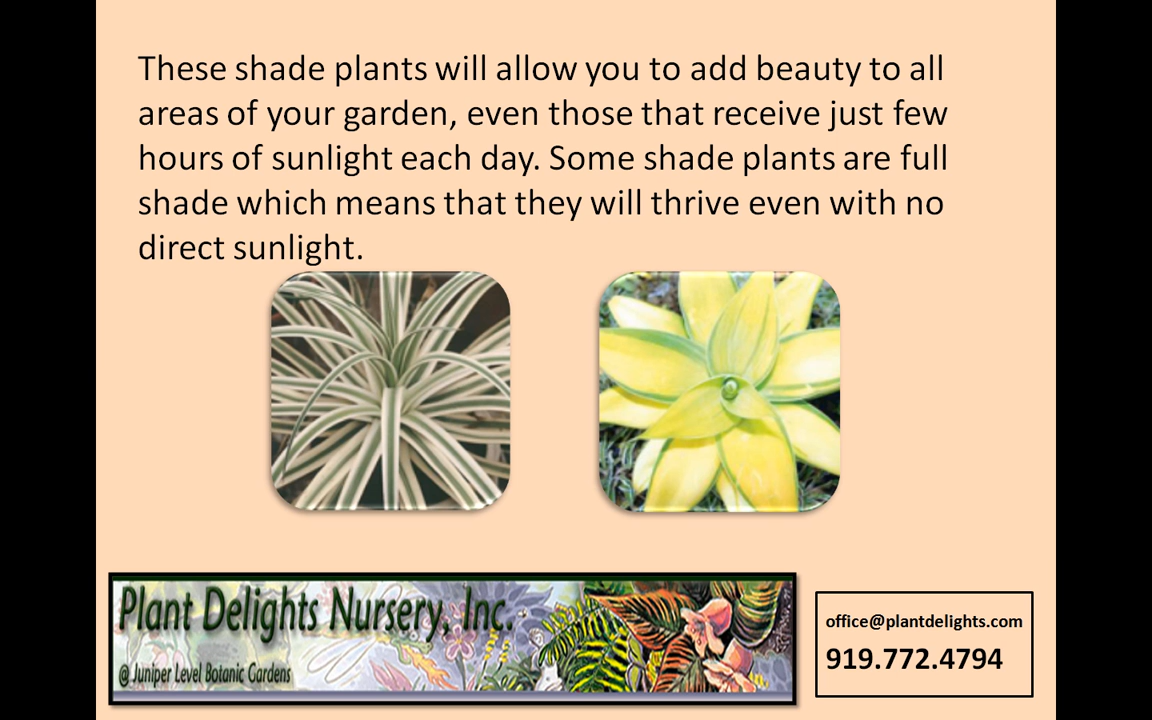 These shade plants will allow you to add beauty to all
areas of your garden, even those that receive just few
hours of sunlight each day. Some shade plants are full
shade which means that they will thrive even with no
direct sunlight.
Plant Delights Nursery, Inc.
@ Juniper Level Botanic Gardens
office@plantdelights.com
919.772.4794